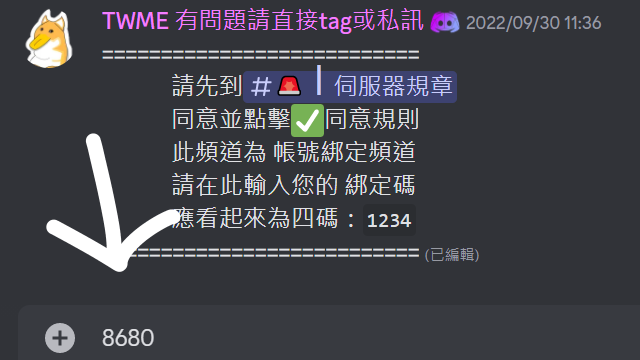 TWME 有問題請直接tag或私訊 2022/09/30 11:36
==============================
請先到 #🚨┃伺服器規章
同意並點擊✅同意規則
此頻道為 帳號綁定頻道
請在此輸入您的 綁定碼
應看起來為四碼：1234
============================== (已編輯)
8680